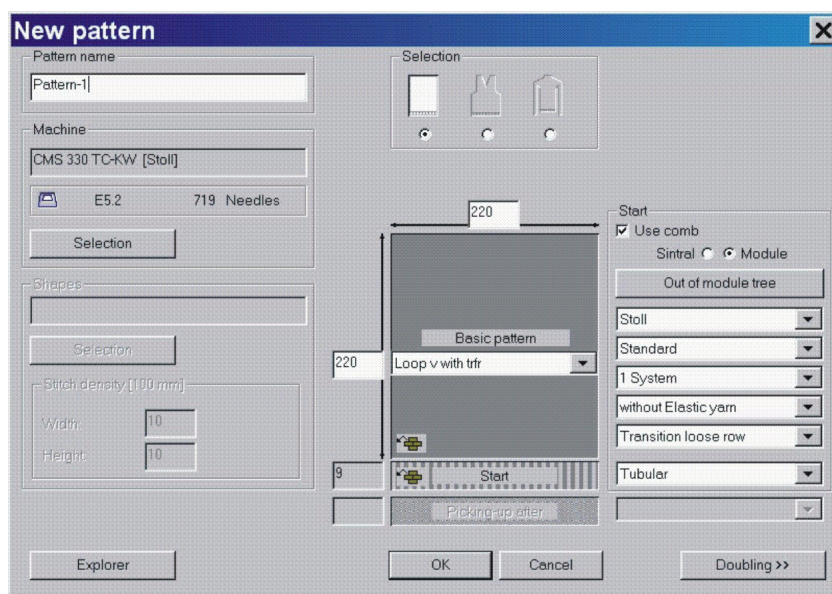 New pattern
Pattern name
Pattern-1
Machine
CMS 330 TC-KW [Stoll]
E5.2 719 Needles
Selection
Shapes
Selection
Stitch density [100 mm]
Width: 10
Height: 10
Explorer
Selection
220
220
Basic pattern
Loop v with trfr
9
Start
Picking-up after
OK
Cancel
Start
Use comb
Sintral Module
Out of module tree
Stoll
Standard
1 System
without Elastic yarn
Transition loose row
Tubular
Doubling >>